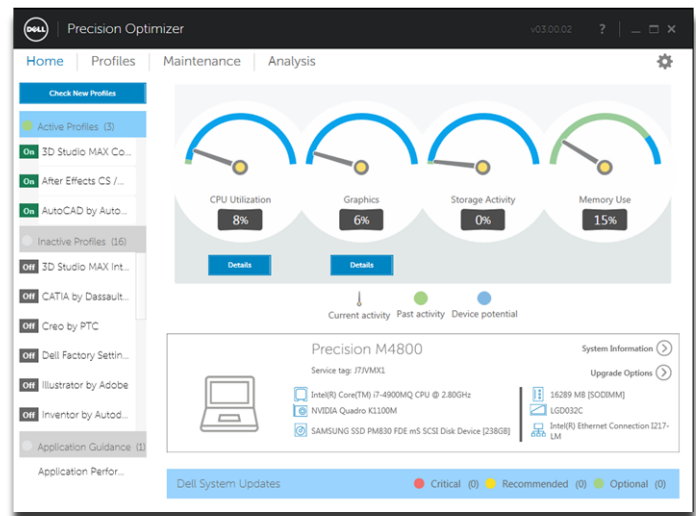 DELL
Precision Optimizer
v03.00.02 ?
Home Profiles Maintenance Analysis
Check New Profiles
Active Profiles (3)
On 3D Studio MAX Co...
On After Effects CS /...
On AutoCAD by Auto...
Inactive Profiles (16)
Off 3D Studio MAX Int...
Off CATIA by Dassault...
Off Creo by PTC
Off Dell Factory Settin...
Off Illustrator by Adobe
Off Inventor by Autod...
Application Guidance (1)
Application Perfor...
CPU Utilization
8%
Details
Graphics
6%
Details
Storage Activity
0%
Memory Use
15%
Current activity Past activity Device potential
Precision M4800
Service tag: J7JVMX1
Intel(R) Core(TM) i7-4900MQ CPU @ 2.80GHz
NVIDIA Quadro K1100M
SAMSUNG SSD PM830 FDE mS SCSI Disk Device [238GB]
System Information
Upgrade Options
16289 MB [SODIMM]
LGD032C
Intel(R) Ethernet Connection I217-
LM
Dell System Updates
Critical (0) Recommended (0) Optional (0)